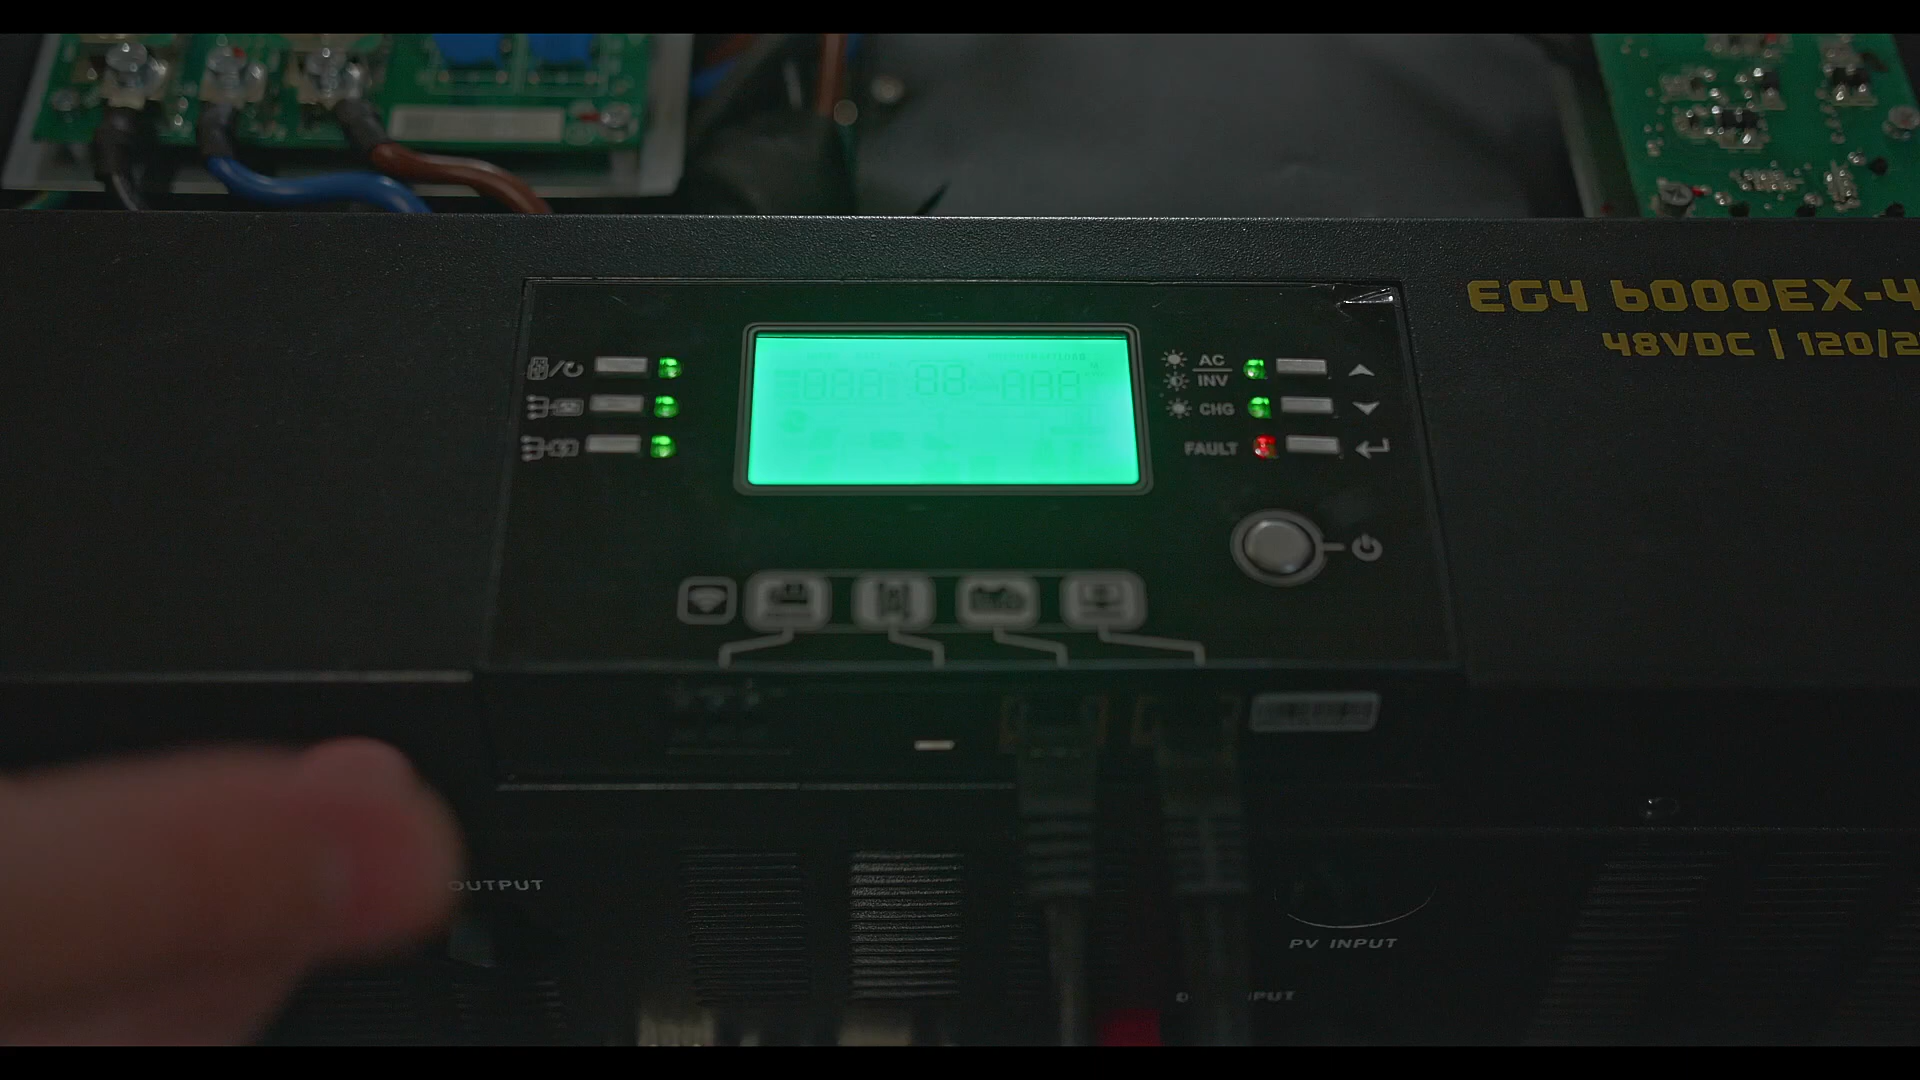 EG4 6000EX-4
48VDC | 120/2
AC
INV
CHG
FAULT
OUTPUT
PV INPUT